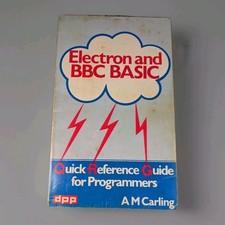 Electron and
BBC BASIC
Quick Reference Guide
for Programmers
dpp
A M Carling